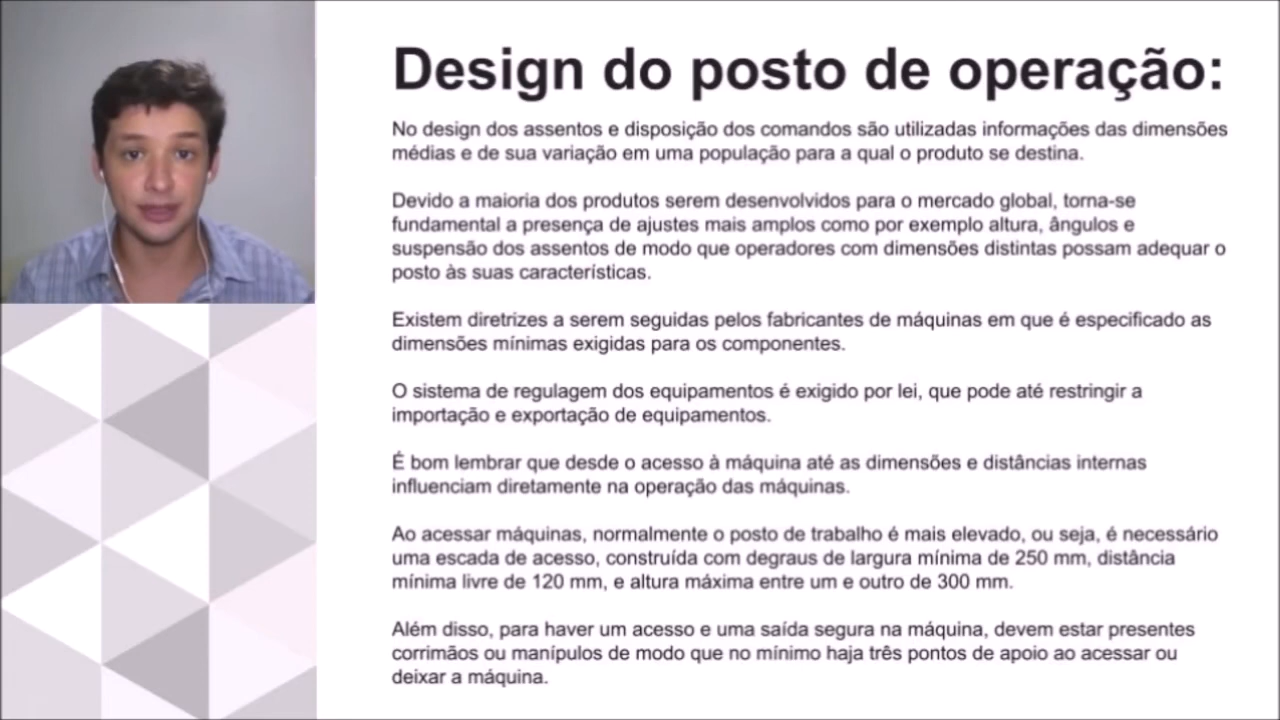 Design do posto de operação:
No design dos assentos e disposição dos comandos são utilizadas informações das dimensões
médias e de sua variação em uma população para a qual o produto se destina.
Devido a maioria dos produtos serem desenvolvidos para o mercado global, torna-se
fundamental a presença de ajustes mais amplos como por exemplo altura, ângulos e
suspensão dos assentos de modo que operadores com dimensões distintas possam adequar o
posto às suas características.
Existem diretrizes a serem seguidas pelos fabricantes de máquinas em que é especificado as
dimensões mínimas exigidas para os componentes.
O sistema de regulagem dos equipamentos é exigido por lei, que pode até restringir a
importação e exportação de equipamentos.
É bom lembrar que desde o acesso à máquina até as dimensões e distâncias internas
influenciam diretamente na operação das máquinas.
Ao acessar máquinas, normalmente o posto de trabalho é mais elevado, ou seja, é necessário
uma escada de acesso, construída com degraus de largura mínima de 250 mm, distância
mínima livre de 120 mm, e altura máxima entre um e outro de 300 mm.
Além disso, para haver um acesso e uma saída segura na máquina, devem estar presentes
corrimãos ou manípulos de modo que no mínimo haja três pontos de apoio ao acessar ou
deixar a máquina.